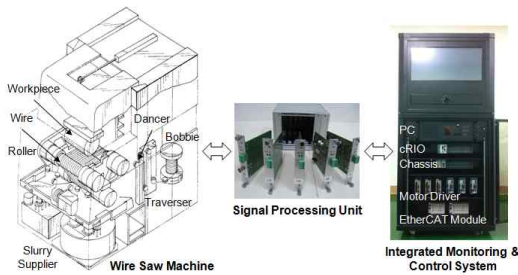 Workpiece
Wire
Roller
Dancer
Bobbie
Traverser
Slurry
Supplier
Wire Saw Machine
Signal Processing Unit
PC
cRIO
Chassis
Motor Driver
EtherCAT Module
Integrated Monitoring &
Control System